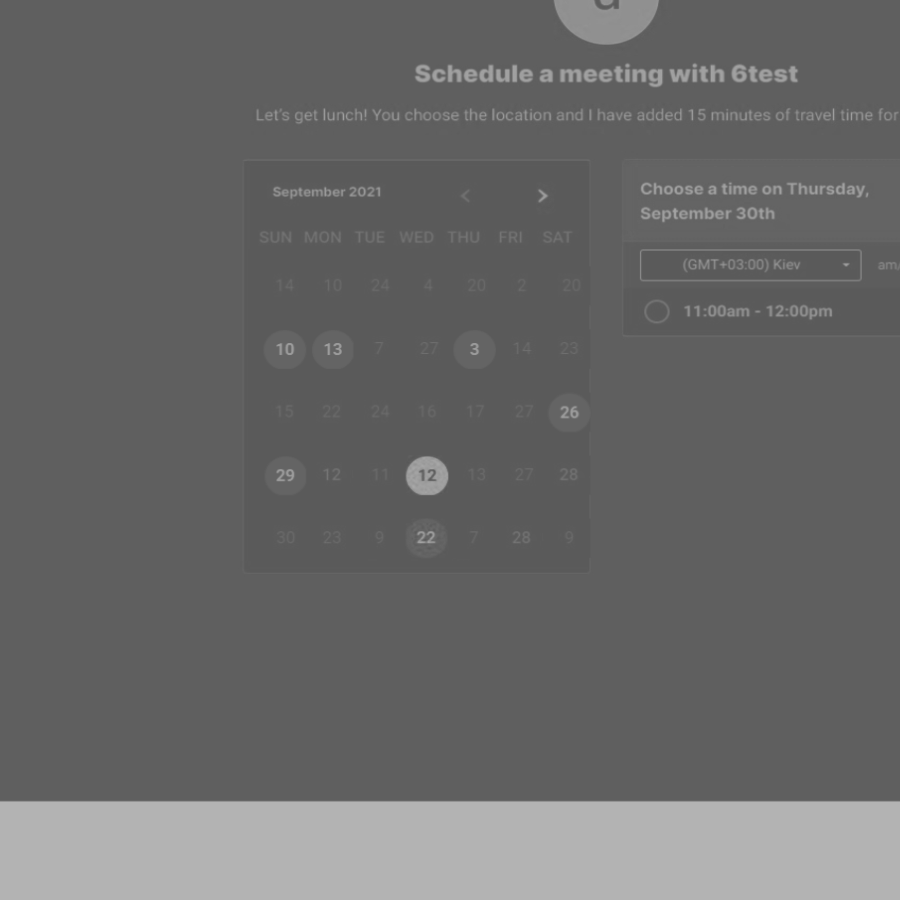 Schedule a meeting with 6test
Let's get lunch! You choose the location and I have added 15 minutes of travel time for
September 2021
SUN MON TUE WED THU FRI SAT
14 10 24 4 20 2 20
10 13 7 27 3 14 23
15 22 24 16 17 27 26
29 12 11 12 13 27 28
30 23 9 22 7 28 9
Choose a time on Thursday,
September 30th
(GMT+03:00) Kiev
11:00am - 12:00pm